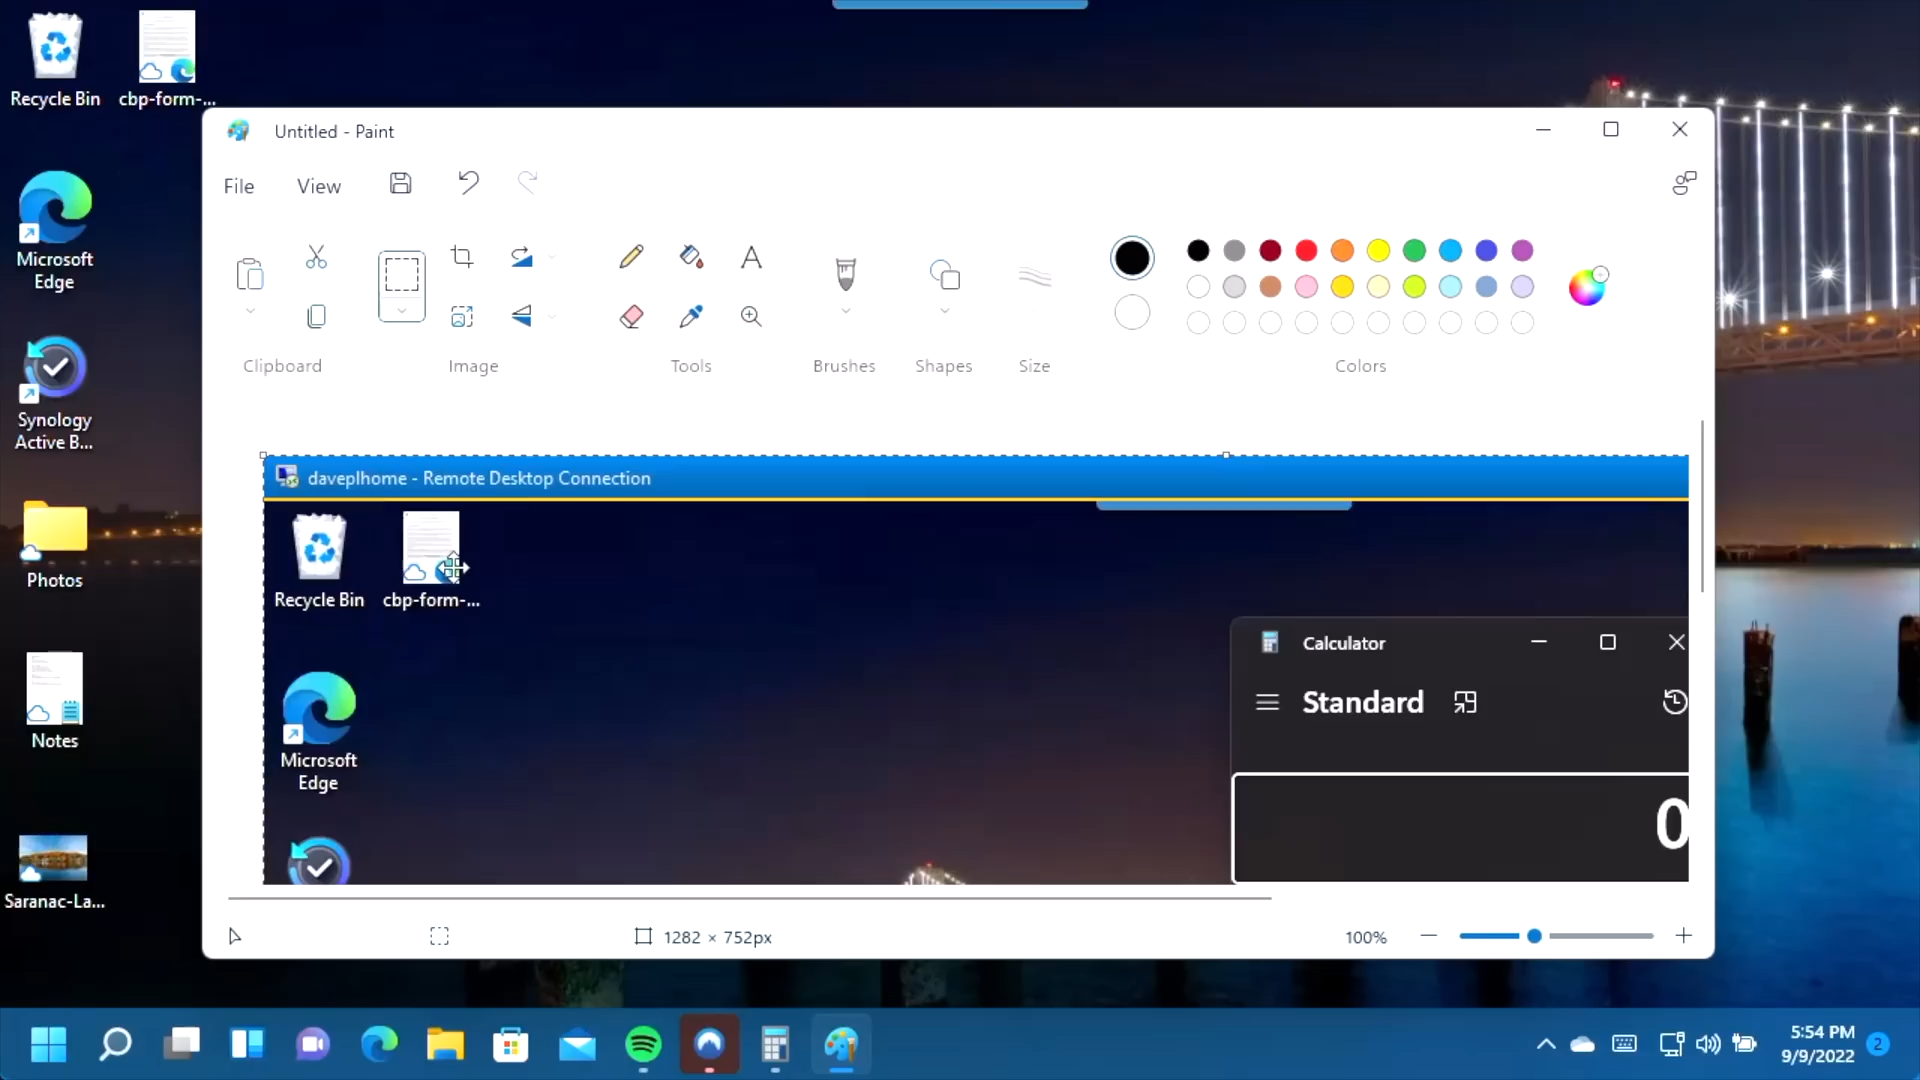 Recycle Bin
cbp-form-...
Microsoft
Edge
Synology
Active B...
Photos
Notes
Saranac-La...
Untitled - Paint
File
View
Clipboard
Image
Tools
Brushes
Shapes
Size
Colors
A
daveplhome - Remote Desktop Connection
Recycle Bin
cbp-form-...
Microsoft
Edge
Calculator
Standard
0
1282 × 752px
100%
5:54 PM
9/9/2022
2